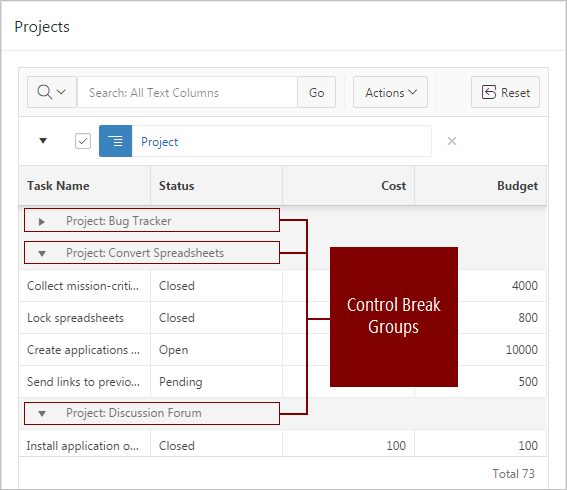 Projects
Search: All Text Columns Go Actions Reset
Project
Task Name Status Cost Budget
Project: Bug Tracker
Project: Convert Spreadsheets
Collect mission-criti... Closed 4000
Lock spreadsheets Closed 800
Create applications ... Open 10000
Send links to previo... Pending 500
Control Break
Groups
Project: Discussion Forum
Install application o... Closed 100 100
Total 73